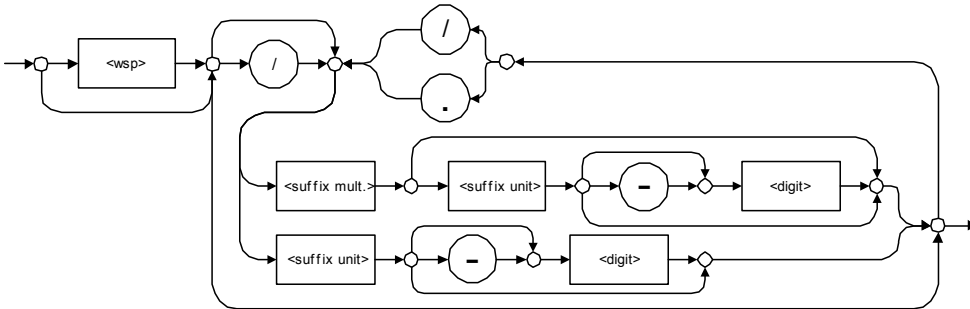 /
<wsp>
/
.
<suffix mult.>
<suffix unit>
-
<digit>
<suffix unit>
-
<digit>